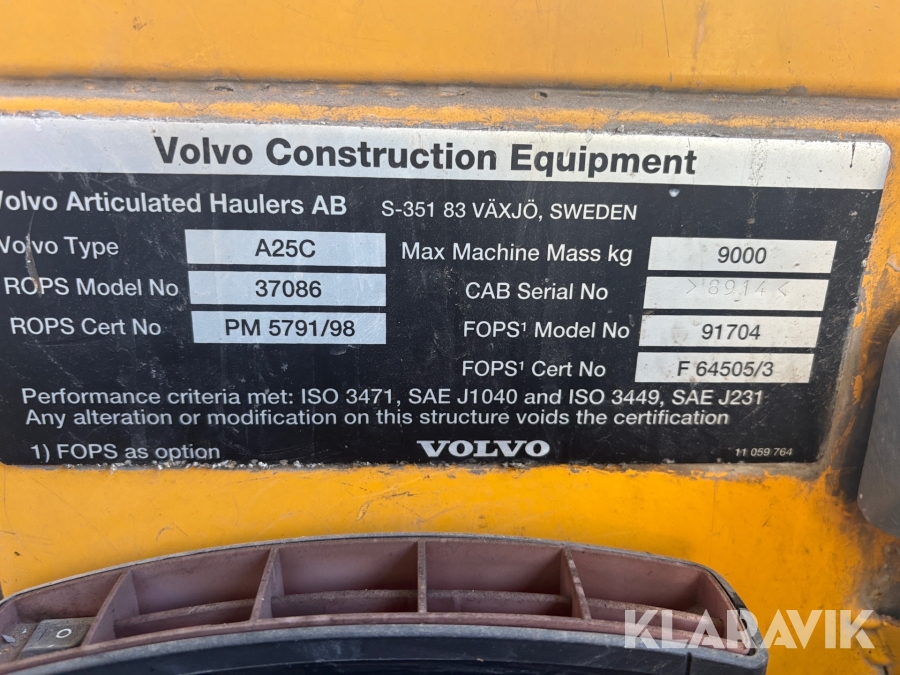 Volvo Construction Equipment
Volvo Articulated Haulers AB S-351 83 VÄXJÖ, SWEDEN
Volvo Type A25C Max Machine Mass kg 9000
ROPS Model No 37086 CAB Serial No >18914<
ROPS Cert No PM 5791/98 FOPS¹ Model No 91704
FOPS¹ Cert No F 64505/3
Performance criteria met: ISO 3471, SAE J1040 and ISO 3449, SAE J231
Any alteration or modification on this structure voids the certification
1) FOPS as option VOLVO 11 059 764
KLARAVIK